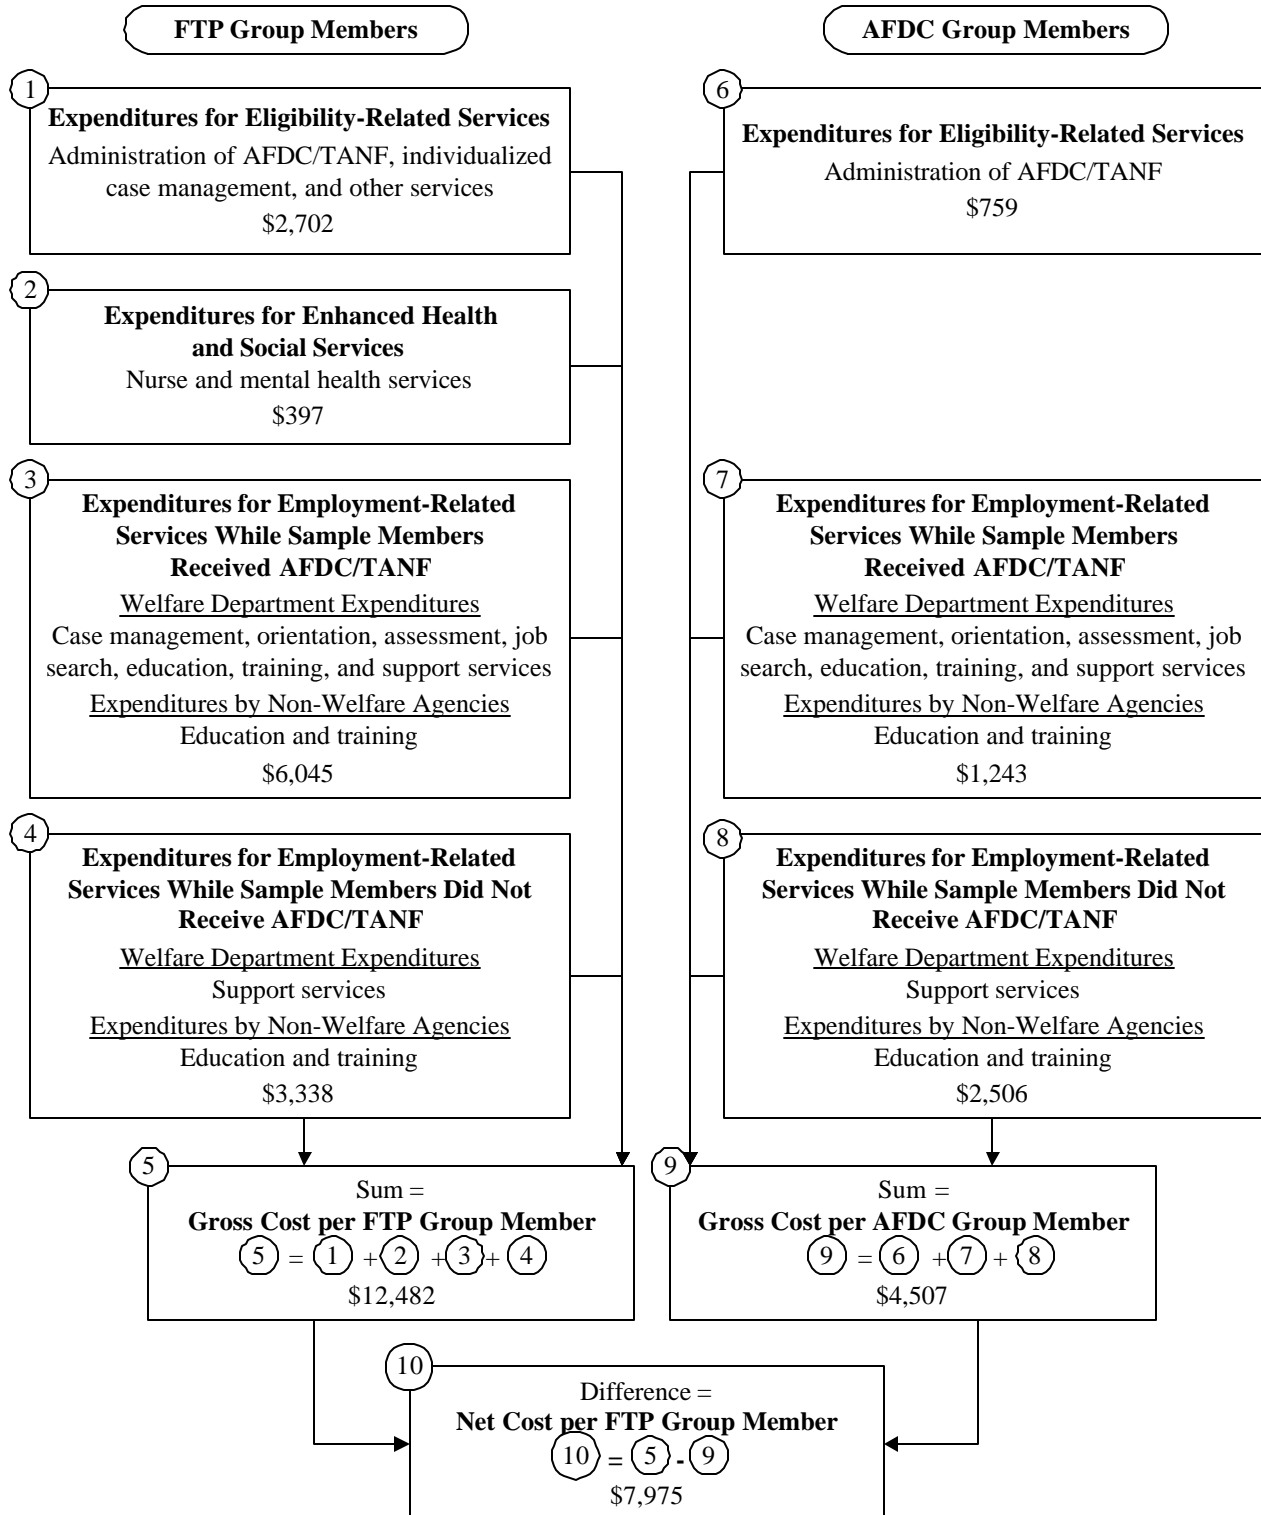 FTP Group Members
1
Expenditures for Eligibility-Related Services
Administration of AFDC/TANF, individualized
case management, and other services
$2,702
2
Expenditures for Enhanced Health
and Social Services
Nurse and mental health services
$397
3
Expenditures for Employment-Related
Services While Sample Members
Received AFDC/TANF
Welfare Department Expenditures
Case management, orientation, assessment, job
search, education, training, and support services
Expenditures by Non-Welfare Agencies
Education and training
$6,045
4
Expenditures for Employment-Related
Services While Sample Members Did Not
Receive AFDC/TANF
Welfare Department Expenditures
Support services
Expenditures by Non-Welfare Agencies
Education and training
$3,338
5
Sum =
Gross Cost per FTP Group Member
5 = 1 + 2 + 3 + 4
$12,482
AFDC Group Members
6
Expenditures for Eligibility-Related Services
Administration of AFDC/TANF
$759
7
Expenditures for Employment-Related
Services While Sample Members
Received AFDC/TANF
Welfare Department Expenditures
Case management, orientation, assessment, job
search, education, training, and support services
Expenditures by Non-Welfare Agencies
Education and training
$1,243
8
Expenditures for Employment-Related
Services While Sample Members Did Not
Receive AFDC/TANF
Welfare Department Expenditures
Support services
Expenditures by Non-Welfare Agencies
Education and training
$2,506
9
Sum =
Gross Cost per AFDC Group Member
9 = 6 + 7 + 8
$4,507
10
Difference =
Net Cost per FTP Group Member
10 = 5 - 9
$7,975